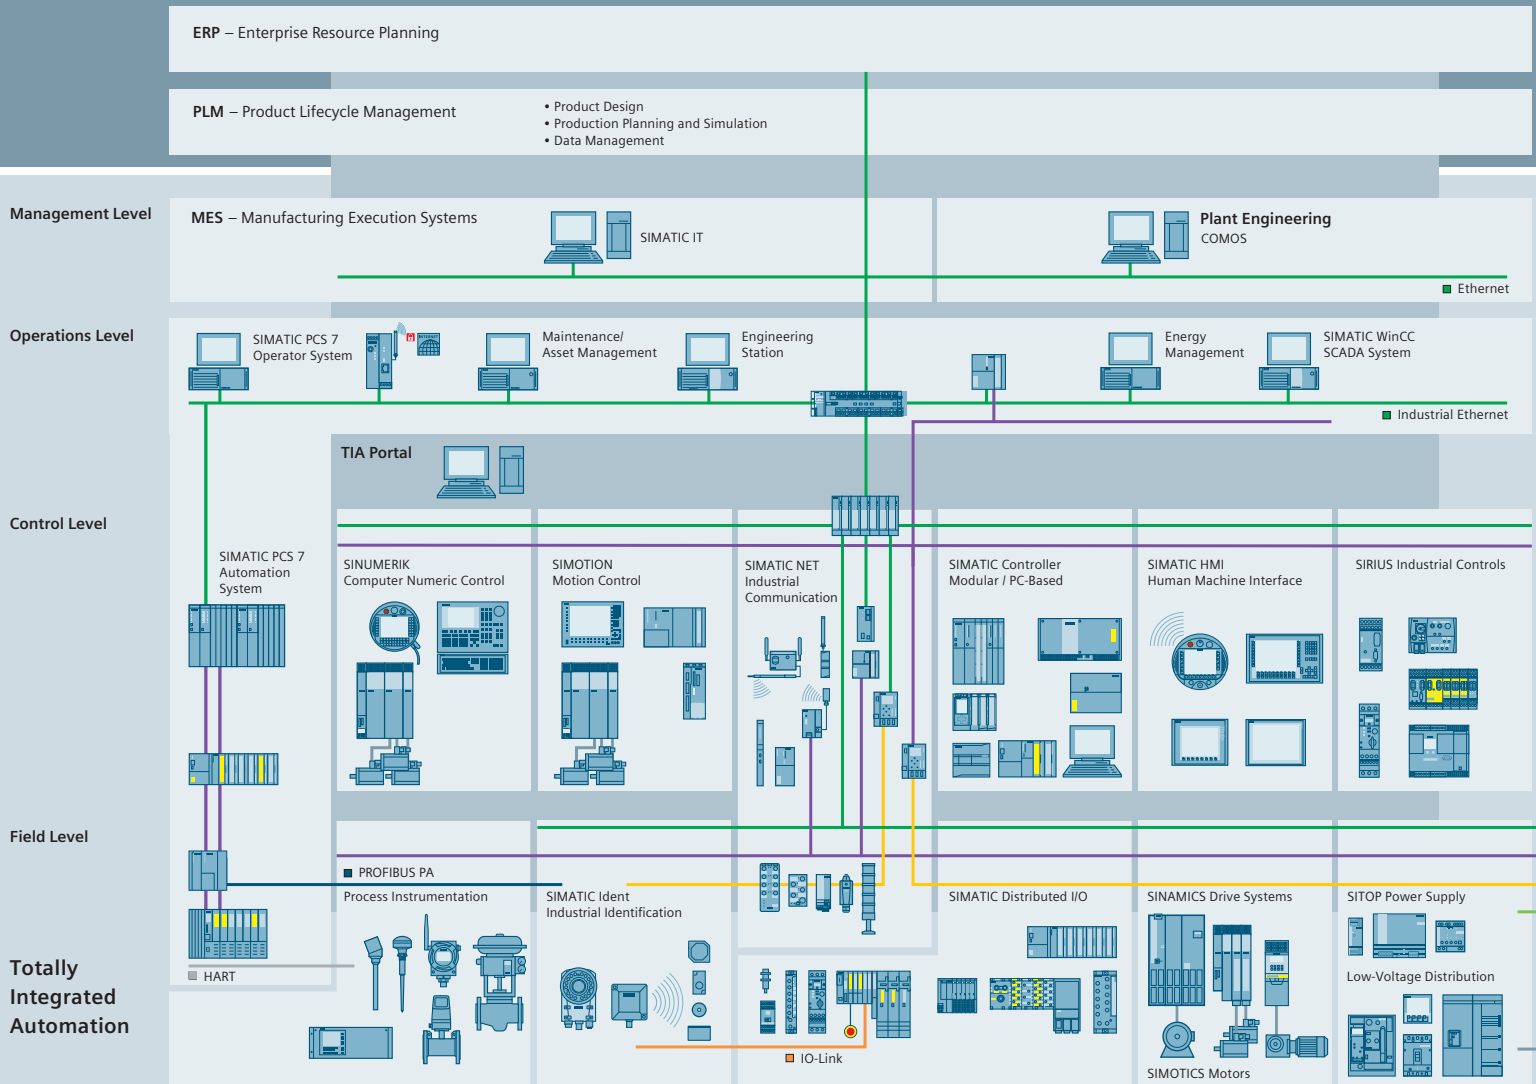 ERP – Enterprise Resource Planning
PLM – Product Lifecycle Management
• Product Design
• Production Planning and Simulation
• Data Management
Management Level
MES – Manufacturing Execution Systems
SIMATIC IT
Plant Engineering
COMOS
Ethernet
Operations Level
SIMATIC PCS 7
Operator System
INTERNET
Maintenance/
Asset Management
Engineering
Station
Energy
Management
SIMATIC WinCC
SCADA System
Industrial Ethernet
TIA Portal
Control Level
SIMATIC PCS 7
Automation
System
SINUMERIK
Computer Numeric Control
SIMOTION
Motion Control
SIMATIC NET
Industrial
Communication
SIMATIC Controller
Modular / PC-Based
SIMATIC HMI
Human Machine Interface
SIRIUS Industrial Controls
Field Level
PROFIBUS PA
Process Instrumentation
SIMATIC Ident
Industrial Identification
SIMATIC Distributed I/O
SINAMICS Drive Systems
SITOP Power Supply
Totally
Integrated
Automation
HART
Low-Voltage Distribution
IO-Link
SIMOTICS Motors